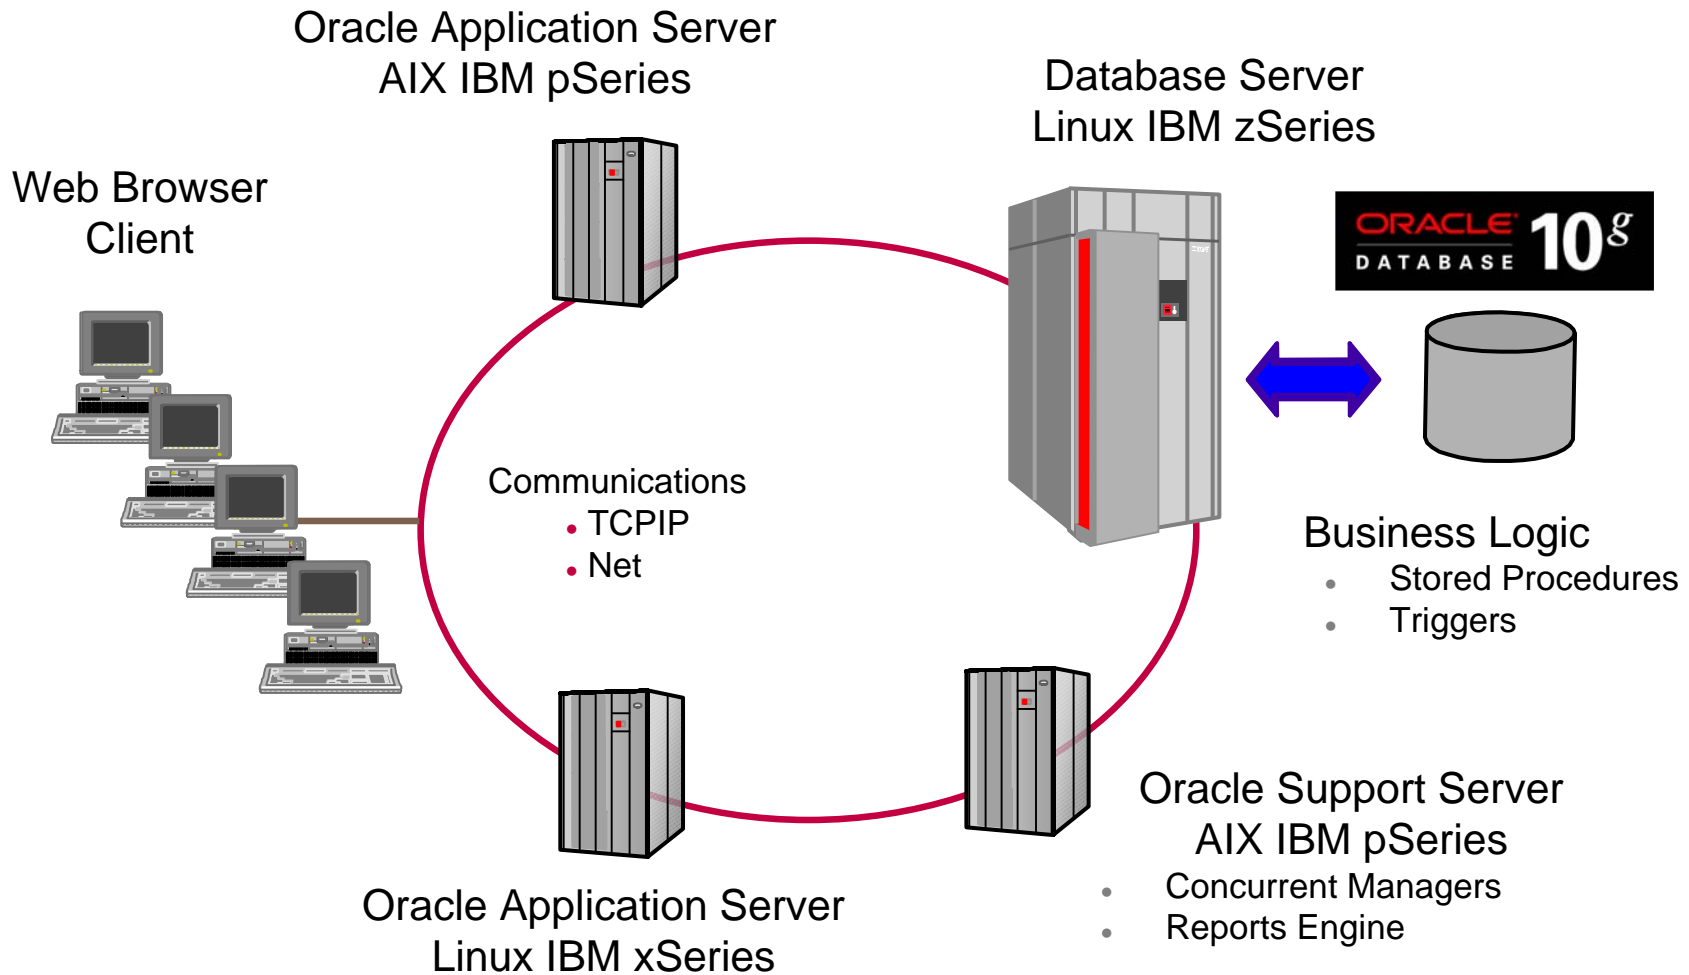 Oracle Application Server
AIX IBM pSeries
Database Server
Linux IBM zSeries
Web Browser
Client
ORACLE
DATABASE
10g
Communications
• TCPIP
• Net
Business Logic
• Stored Procedures
• Triggers
Oracle Support Server
AIX IBM pSeries
• Concurrent Managers
• Reports Engine
Oracle Application Server
Linux IBM xSeries